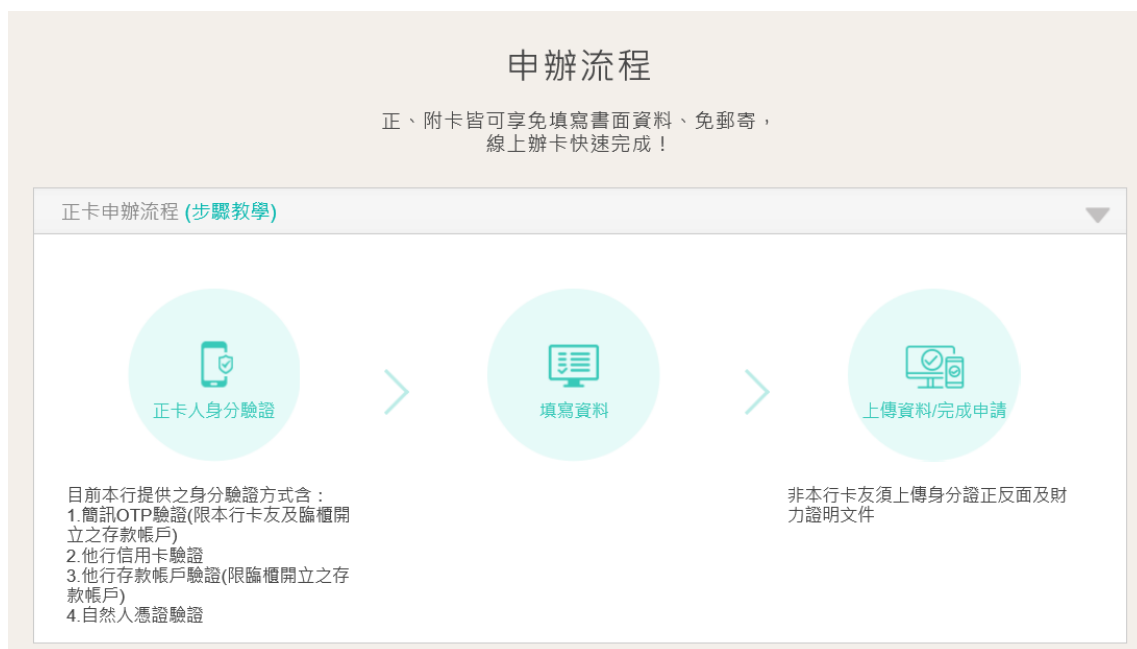 申辦流程
正、附卡皆可享免填寫書面資料、免郵寄，
線上辦卡快速完成！
正卡申辦流程 (步驟教學)
正卡人身分驗證
填寫資料
上傳資料/完成申請
目前本行提供之身分驗證方式含：
1.簡訊OTP驗證(限本行卡友及臨櫃開
立之存款帳戶)
2.他行信用卡驗證
3.他行存款帳戶驗證(限臨櫃開立之存
款帳戶)
4.自然人憑證驗證
非本行卡友須上傳身分證正反面及財
力證明文件